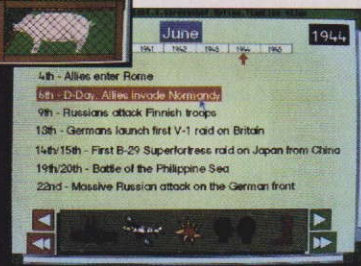 June
1944
1941 1942 1943 1944 1945
4th - Allies enter Rome
6th - D-Day, Allies invade Normandy
9th - Russians attack Finnish troops
13th - Germans launch first V-1 raid on Britain
14th/15th - First B-29 Superfortress raid on Japan from China
19th/20th - Battle of the Philippine Sea
22nd - Massive Russian attack on the German front